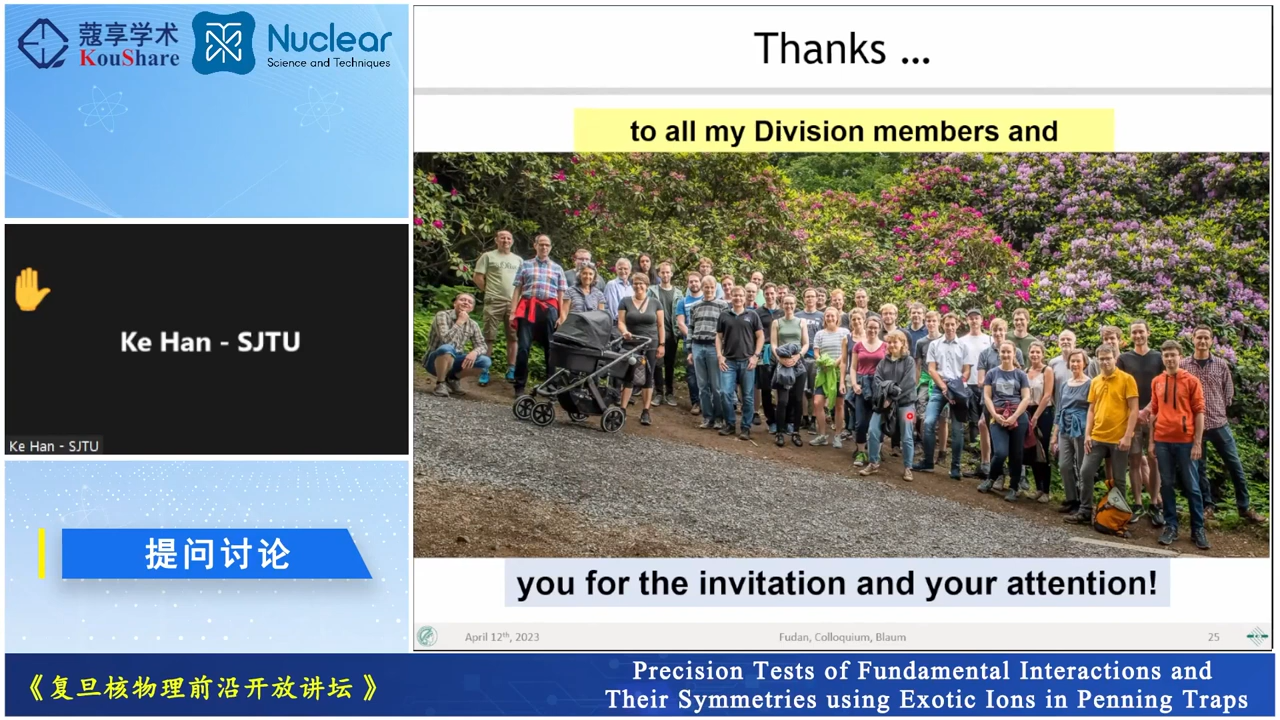 蔻享学术
KouShare
Nuclear
Science and Techniques
Ke Han - SJTU
Ke Han - SJTU
提问讨论
Thanks ...
to all my Division members and
you for the invitation and your attention!
April 12th, 2023
Fudan, Colloquium, Blaum
25
《复旦核物理前沿开放讲坛》
Precision Tests of Fundamental Interactions and
Their Symmetries using Exotic Ions in Penning Traps